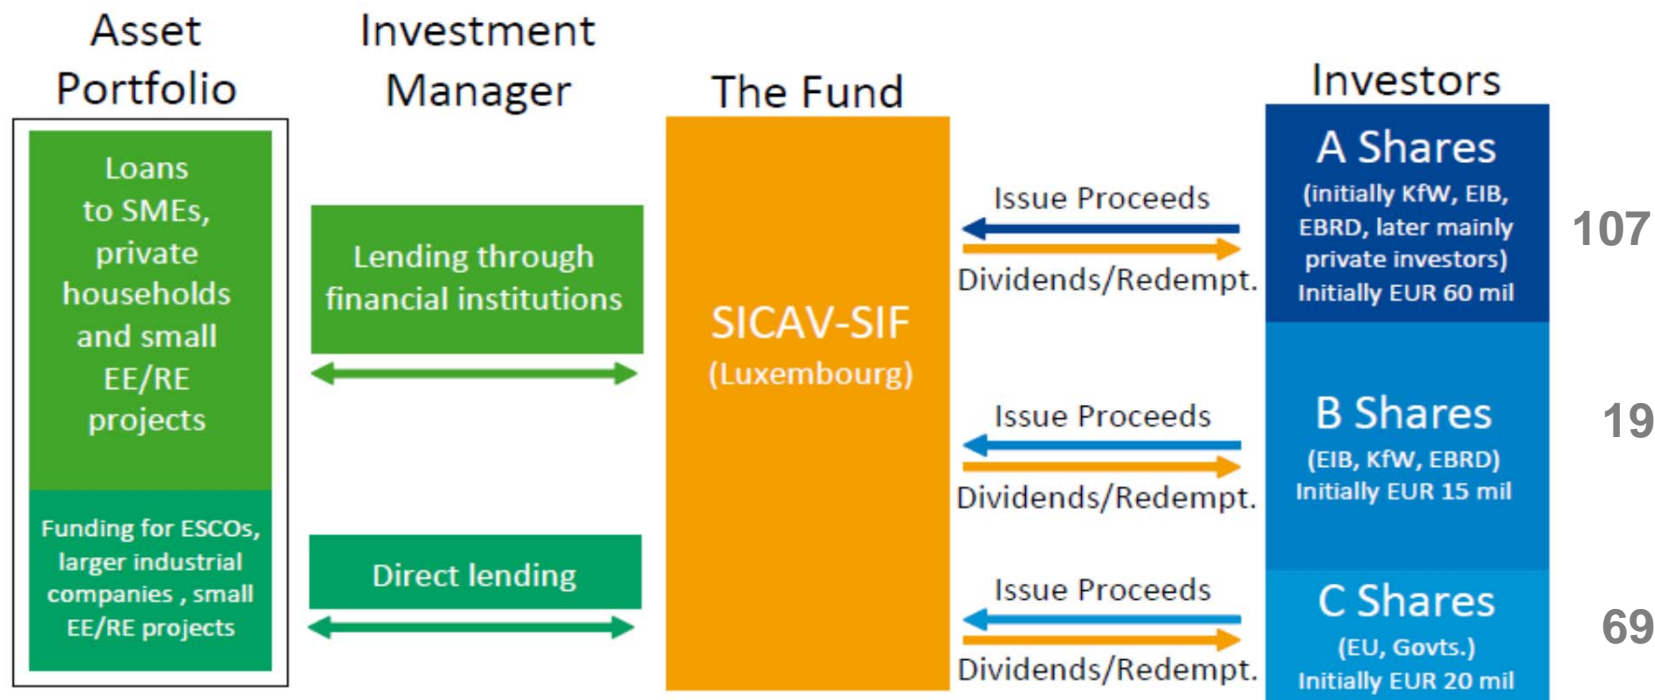 Asset
Portfolio
Investment
Manager
The Fund
Investors
Loans
to SMEs,
private
households
and small
EE/RE
projects
Funding for ESCOs,
larger industrial
companies , small
EE/RE projects
Lending through
financial institutions
Direct lending
SICAV-SIF
(Luxembourg)
Issue Proceeds
Dividends/Redempt.
Issue Proceeds
Dividends/Redempt.
Issue Proceeds
Dividends/Redempt.
A Shares
(initially KfW, EIB,
EBRD, later mainly
private investors)
Initially EUR 60 mil
107
B Shares
(EIB, KfW, EBRD)
Initially EUR 15 mil
19
C Shares
(EU, Govts.)
Initially EUR 20 mil
69